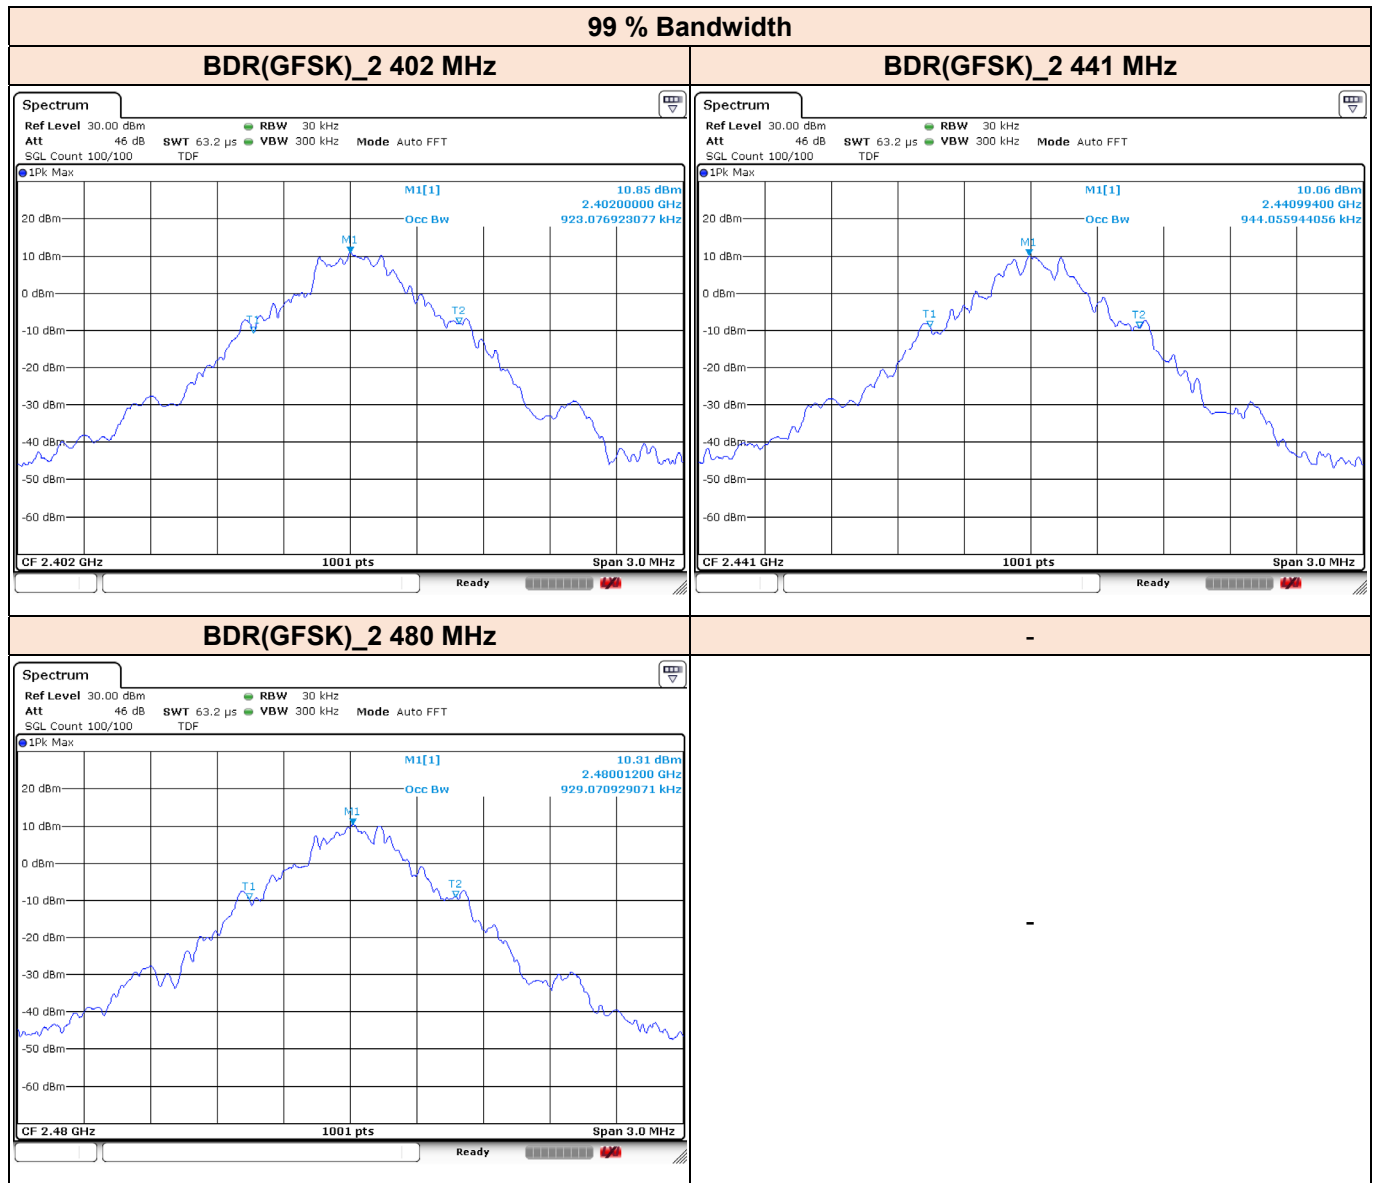 99 % Bandwidth
BDR(GFSK)_2 402 MHz
Spectrum
Ref Level 30.00 dBm RBW 30 kHz
Att 46 dB SWT 63.2 µs VBW 300 kHz Mode Auto FFT
SGL Count 100/100 TDF
1Pk Max
M1[1] 10.85 dBm
2.40200000 GHz
Occ Bw 923.076923077 kHz
20 dBm
M1
10 dBm
0 dBm
T1
T2
-10 dBm
-20 dBm
-30 dBm
-40 dBm
-50 dBm
-60 dBm
CF 2.402 GHz 1001 pts Span 3.0 MHz
Ready
BDR(GFSK)_2 441 MHz
Spectrum
Ref Level 30.00 dBm RBW 30 kHz
Att 46 dB SWT 63.2 µs VBW 300 kHz Mode Auto FFT
SGL Count 100/100 TDF
1Pk Max
M1[1] 10.06 dBm
2.44099400 GHz
Occ Bw 944.055944056 kHz
20 dBm
M1
10 dBm
0 dBm
T1
T2
-10 dBm
-20 dBm
-30 dBm
-40 dBm
-50 dBm
-60 dBm
CF 2.441 GHz 1001 pts Span 3.0 MHz
Ready
BDR(GFSK)_2 480 MHz
Spectrum
Ref Level 30.00 dBm RBW 30 kHz
Att 46 dB SWT 63.2 µs VBW 300 kHz Mode Auto FFT
SGL Count 100/100 TDF
1Pk Max
M1[1] 10.31 dBm
2.48001200 GHz
Occ Bw 929.070929071 kHz
20 dBm
M1
10 dBm
0 dBm
T1
T2
-10 dBm
-20 dBm
-30 dBm
-40 dBm
-50 dBm
-60 dBm
CF 2.48 GHz 1001 pts Span 3.0 MHz
Ready
-
-